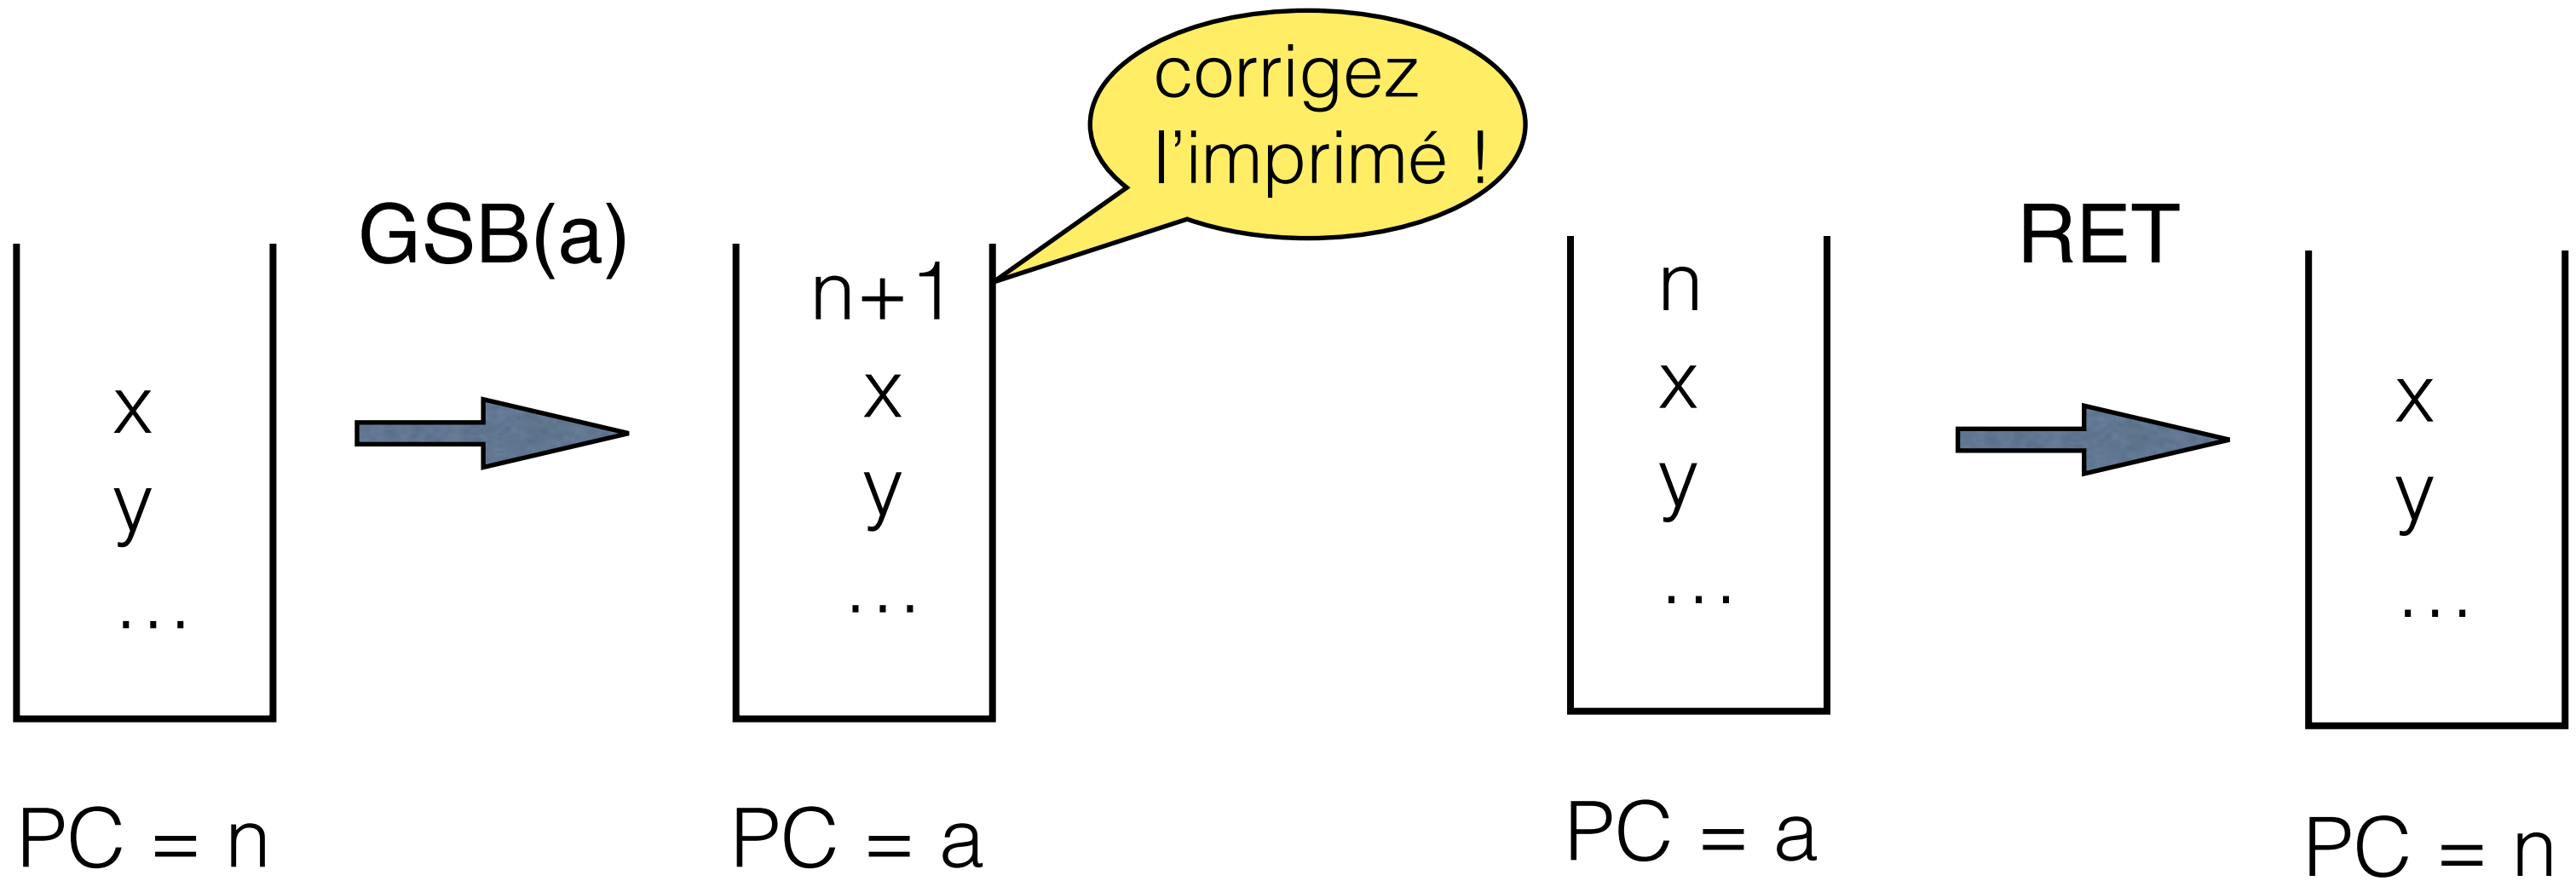 corrigez
l'imprimé !
GSB(a)
RET
x
y
...
n+1
x
y
...
n
x
y
...
x
y
...
PC = n
PC = a
PC = a
PC = n